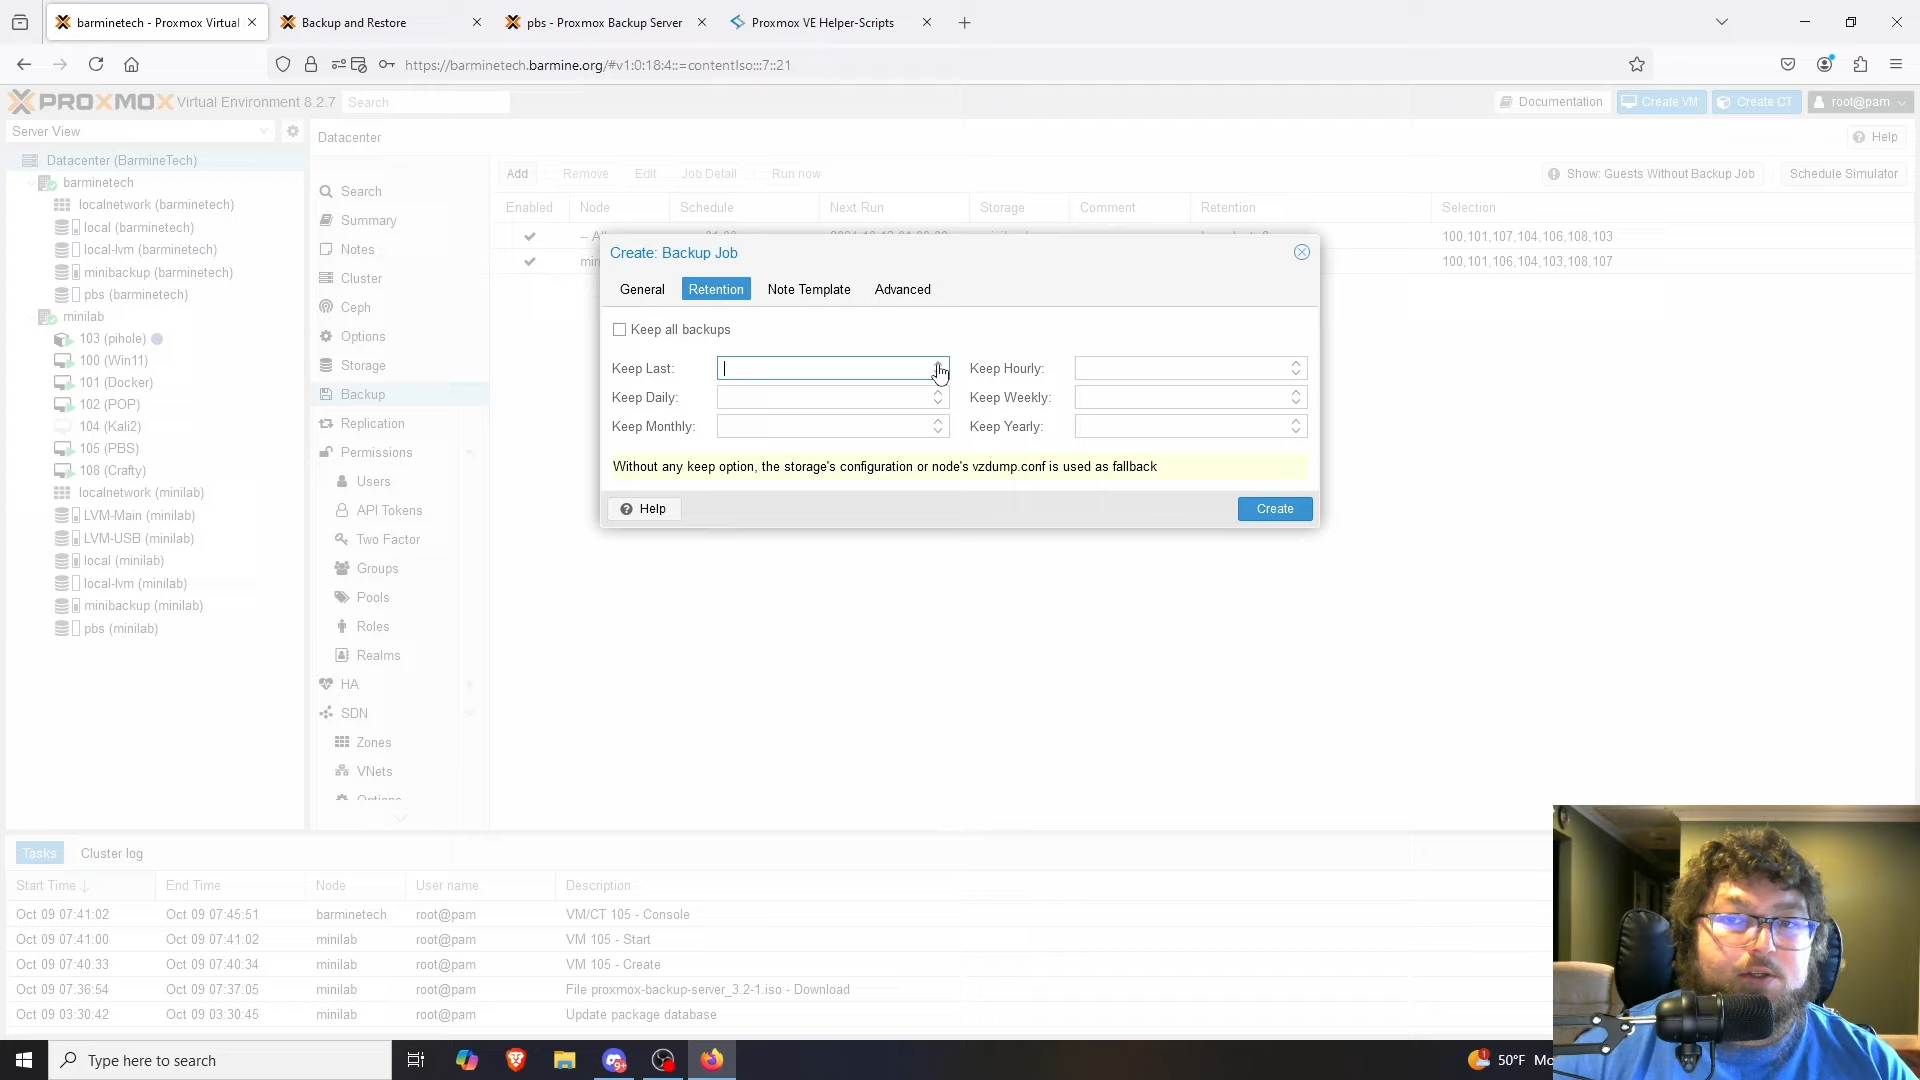 barminetech - Proxmox Virtual
Backup and Restore
pbs - Proxmox Backup Server
Proxmox VE Helper-Scripts
https://barminetech.barmine.org/#v1:0:18:4::=contentIso:::7::21
PROXMOX Virtual Environment 8.2.7
Search
Documentation
Create VM
Create CT
root@pam
Server View
Datacenter
Help
Datacenter (BarmineTech)
barminetech
localnetwork (barminetech)
local (barminetech)
local-lvm (barminetech)
minibackup (barminetech)
pbs (barminetech)
minilab
103 (pihole)
100 (Win11)
101 (Docker)
102 (POP)
104 (Kali2)
105 (PBS)
108 (Crafty)
localnetwork (minilab)
LVM-Main (minilab)
LVM-USB (minilab)
local (minilab)
local-lvm (minilab)
minibackup (minilab)
pbs (minilab)
Search
Summary
Notes
Cluster
Ceph
Options
Storage
Backup
Replication
Permissions
Users
API Tokens
Two Factor
Groups
Pools
Roles
Realms
HA
SDN
Zones
VNets
Options
Add
Remove
Edit
Job Detail
Run now
Show: Guests Without Backup Job
Schedule Simulator
Enabled
Node
Schedule
Next Run
Storage
Comment
Retention
Selection
100,101,107,104,106,108,103
100,101,106,104,103,108,107
Create: Backup Job
General
Retention
Note Template
Advanced
Keep all backups
Keep Last:
Keep Hourly:
Keep Daily:
Keep Weekly:
Keep Monthly:
Keep Yearly:
Without any keep option, the storage's configuration or node's vzdump.conf is used as fallback
Help
Create
Tasks
Cluster log
Start Time
End Time
Node
User name
Description
Oct 09 07:41:02 Oct 09 07:45:51 barminetech root@pam VM/CT 105 - Console
Oct 09 07:41:00 Oct 09 07:41:02 minilab root@pam VM 105 - Start
Oct 09 07:40:33 Oct 09 07:40:34 minilab root@pam VM 105 - Create
Oct 09 07:36:54 Oct 09 07:37:05 minilab root@pam File proxmox-backup-server_3.2-1.iso - Download
Oct 09 03:30:42 Oct 09 03:30:45 minilab root@pam Update package database
Type here to search
9+
1
50°F Mo